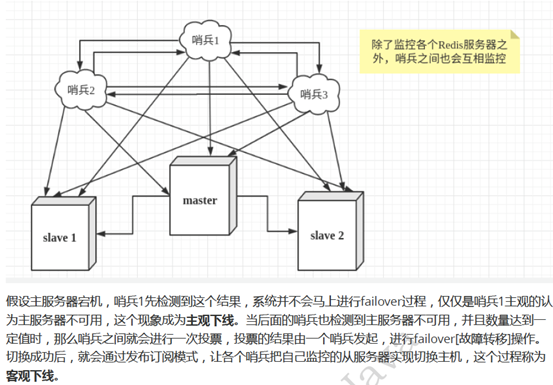 哨兵1
除了监控各个Redis服务器之
外，哨兵之间也会互相监控
哨兵2
哨兵3
master
slave 1
slave 2
假设主服务器宕机，哨兵1先检测到这个结果，系统并不会马上进行failover过程，仅仅是哨兵1主观的认
为主服务器不可用，这个现象成为主观下线。当后面的哨兵也检测到主服务器不可用，并且数量达到一
定值时，那么哨兵之间就会进行一次投票，投票的结果由一个哨兵发起，进行failover[故障转移]操作。
切换成功后，就会通过发布订阅模式，让各个哨兵把自己监控的从服务器实现切换主机，这个过程称为
客观下线。
Java